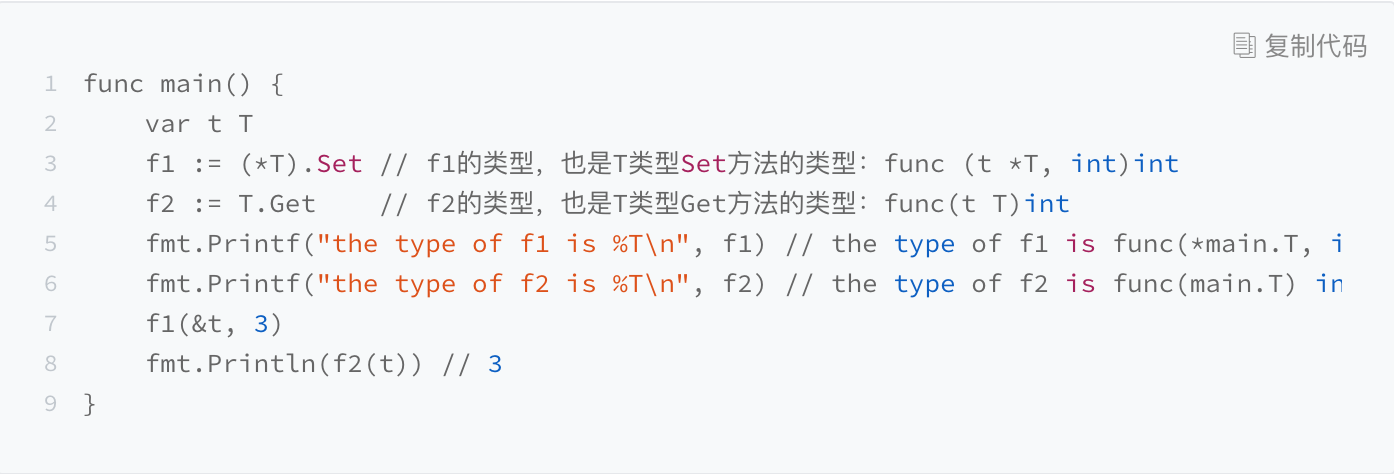 复制代码
1 func main() {
2     var t T
3     f1 := (*T).Set // f1的类型，也是T类型Set方法的类型：func (t *T, int)int
4     f2 := T.Get    // f2的类型，也是T类型Get方法的类型：func(t T)int
5     fmt.Printf("the type of f1 is %T\n", f1) // the type of f1 is func(*main.T, i
6     fmt.Printf("the type of f2 is %T\n", f2) // the type of f2 is func(main.T) in
7     f1(&t, 3)
8     fmt.Println(f2(t)) // 3
9 }